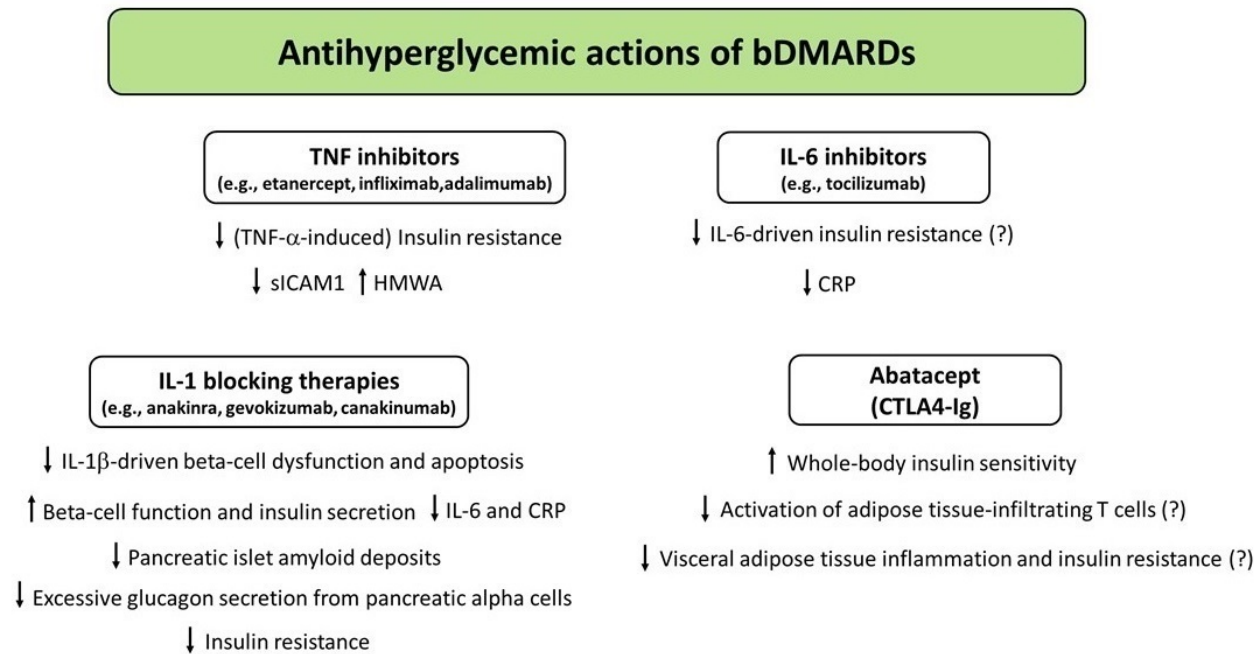 Antihyperglycemic actions of bDMARDs
TNF inhibitors
(e.g., etanercept, infliximab,adalimumab)
↓ (TNF-α-induced) Insulin resistance
↓ sICAM1 ↑ HMWA
IL-6 inhibitors
(e.g., tocilizumab)
↓ IL-6-driven insulin resistance (?)
↓ CRP
IL-1 blocking therapies
(e.g., anakinra, gevokizumab, canakinumab)
↓ IL-1β-driven beta-cell dysfunction and apoptosis
↑ Beta-cell function and insulin secretion ↓ IL-6 and CRP
↓ Pancreatic islet amyloid deposits
↓ Excessive glucagon secretion from pancreatic alpha cells
↓ Insulin resistance
Abatacept
(CTLA4-Ig)
↑ Whole-body insulin sensitivity
↓ Activation of adipose tissue-infiltrating T cells (?)
↓ Visceral adipose tissue inflammation and insulin resistance (?)